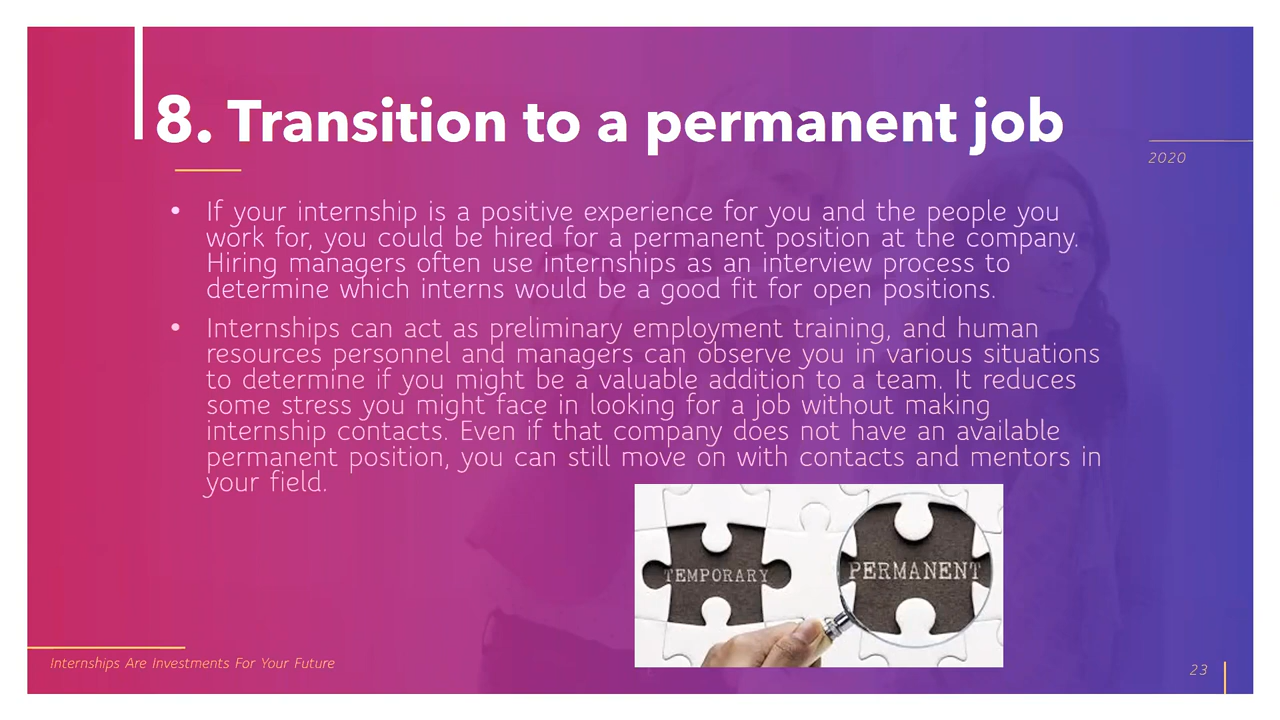 8. Transition to a permanent job
2020
• If your internship is a positive experience for you and the people you
work for, you could be hired for a permanent position at the company.
Hiring managers often use internships as an interview process to
determine which interns would be a good fit for open positions.
• Internships can act as preliminary employment training, and human
resources personnel and managers can observe you in various situations
to determine if you might be a valuable addition to a team. It reduces
some stress you might face in looking for a job without making
internship contacts. Even if that company does not have an available
permanent position, you can still move on with contacts and mentors in
your field.
TEMPORARY
PERMANENT
Internships Are Investments For Your Future
23